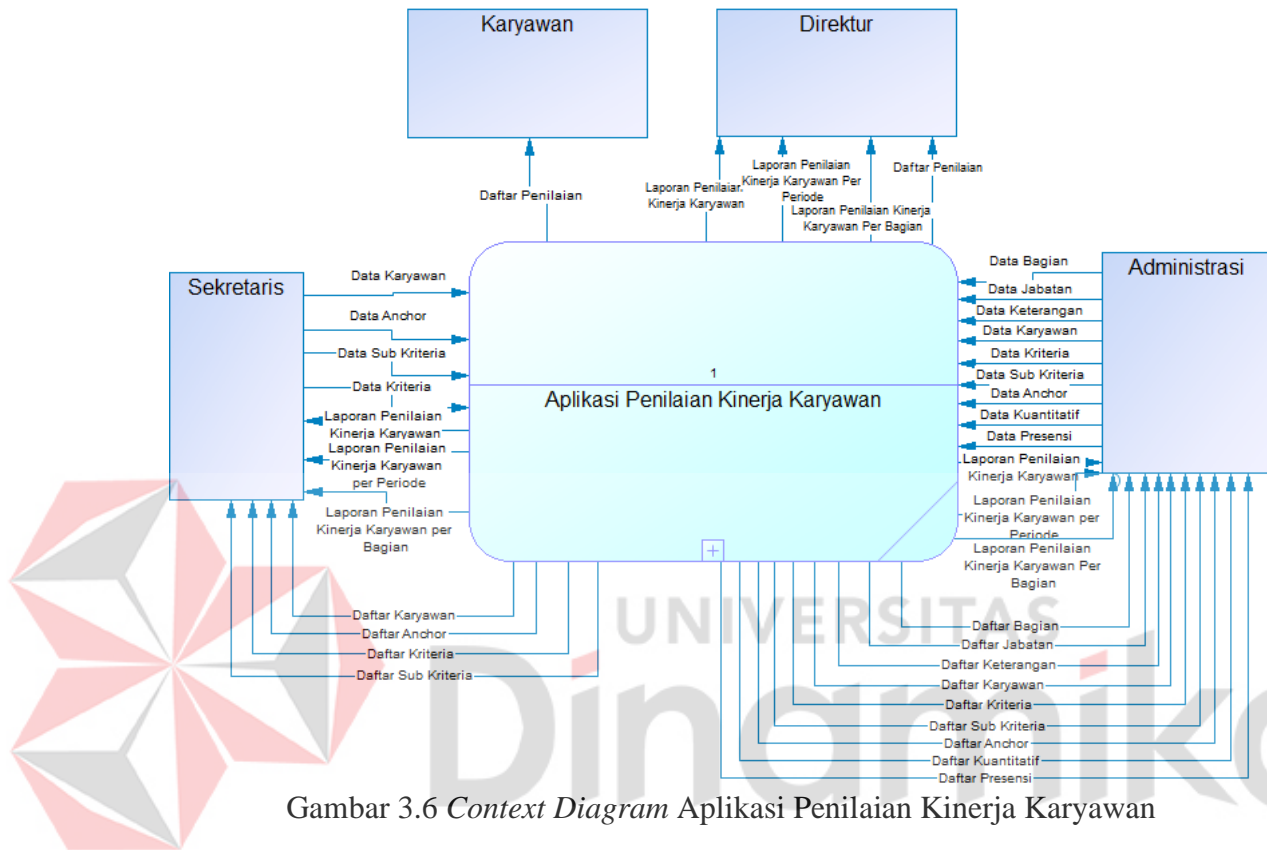 Karyawan
Direktur
Daftar Penilaian
Laporan Penilaian
Kinerja Karyawan
Laporan Penilaian
Kinerja Karyawan Per
Periode
Laporan Penilaian Kinerja
Karyawan Per Bagian
Daftar Penilaian
Sekretaris
Data Karyawan
Data Anchor
Data Sub Kriteria
Data Kriteria
Laporan Penilaian
Kinerja Karyawan
Laporan Penilaian
Kinerja Karyawan
per Periode
Laporan Penilaian
Kinerja Karyawan per
Bagian
1
Aplikasi Penilaian Kinerja Karyawan
Administrasi
Data Bagian
Data Jabatan
Data Keterangan
Data Karyawan
Data Kriteria
Data Sub Kriteria
Data Anchor
Data Kuantitatif
Data Presensi
Laporan Penilaian
Kinerja Karyawan
Laporan Penilaian
Kinerja Karyawan per
Periode
Laporan Penilaian
Kinerja Karyawan Per
Bagian
Daftar Karyawan
Daftar Anchor
Daftar Kriteria
Daftar Sub Kriteria
Daftar Bagian
Daftar Jabatan
Daftar Keterangan
Daftar Karyawan
Daftar Kriteria
Daftar Sub Kriteria
Daftar Anchor
Daftar Kuantitatif
Daftar Presensi
UNIVERSITAS
Dinamika
Gambar 3.6 Context Diagram Aplikasi Penilaian Kinerja Karyawan